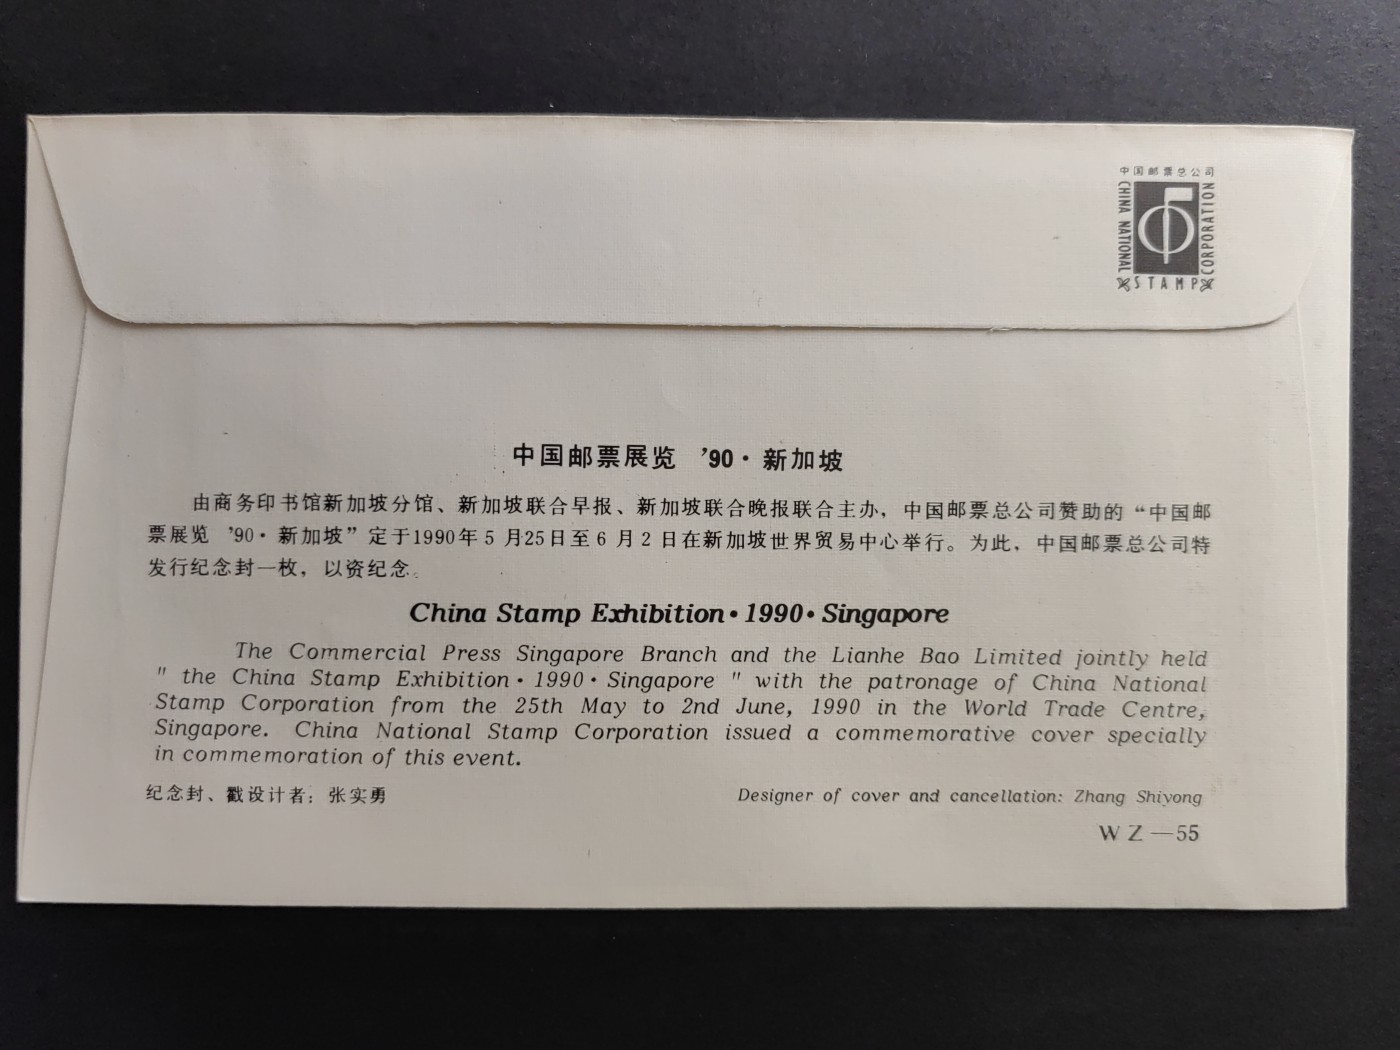 中国邮票总公司
CHINA NATIONAL
STAMP
CORPORATION
中国邮票展览 '90·新加坡
由商务印书馆新加坡分馆、新加坡联合早报、新加坡联合晚报联合主办，中国邮票总公司赞助的“中国邮
票展览 '90·新加坡”定于1990年5月25日至6月2日在新加坡世界贸易中心举行。为此，中国邮票总公司特
发行纪念封一枚，以资纪念。
China Stamp Exhibition·1990·Singapore
The Commercial Press Singapore Branch and the Lianhe Bao Limited jointly held
" the China Stamp Exhibition·1990·Singapore " with the patronage of China National
Stamp Corporation from the 25th May to 2nd June, 1990 in the World Trade Centre,
Singapore. China National Stamp Corporation issued a commemorative cover specially
in commemoration of this event.
纪念封、戳设计者：张实勇
Designer of cover and cancellation: Zhang Shiyong
WZ—55